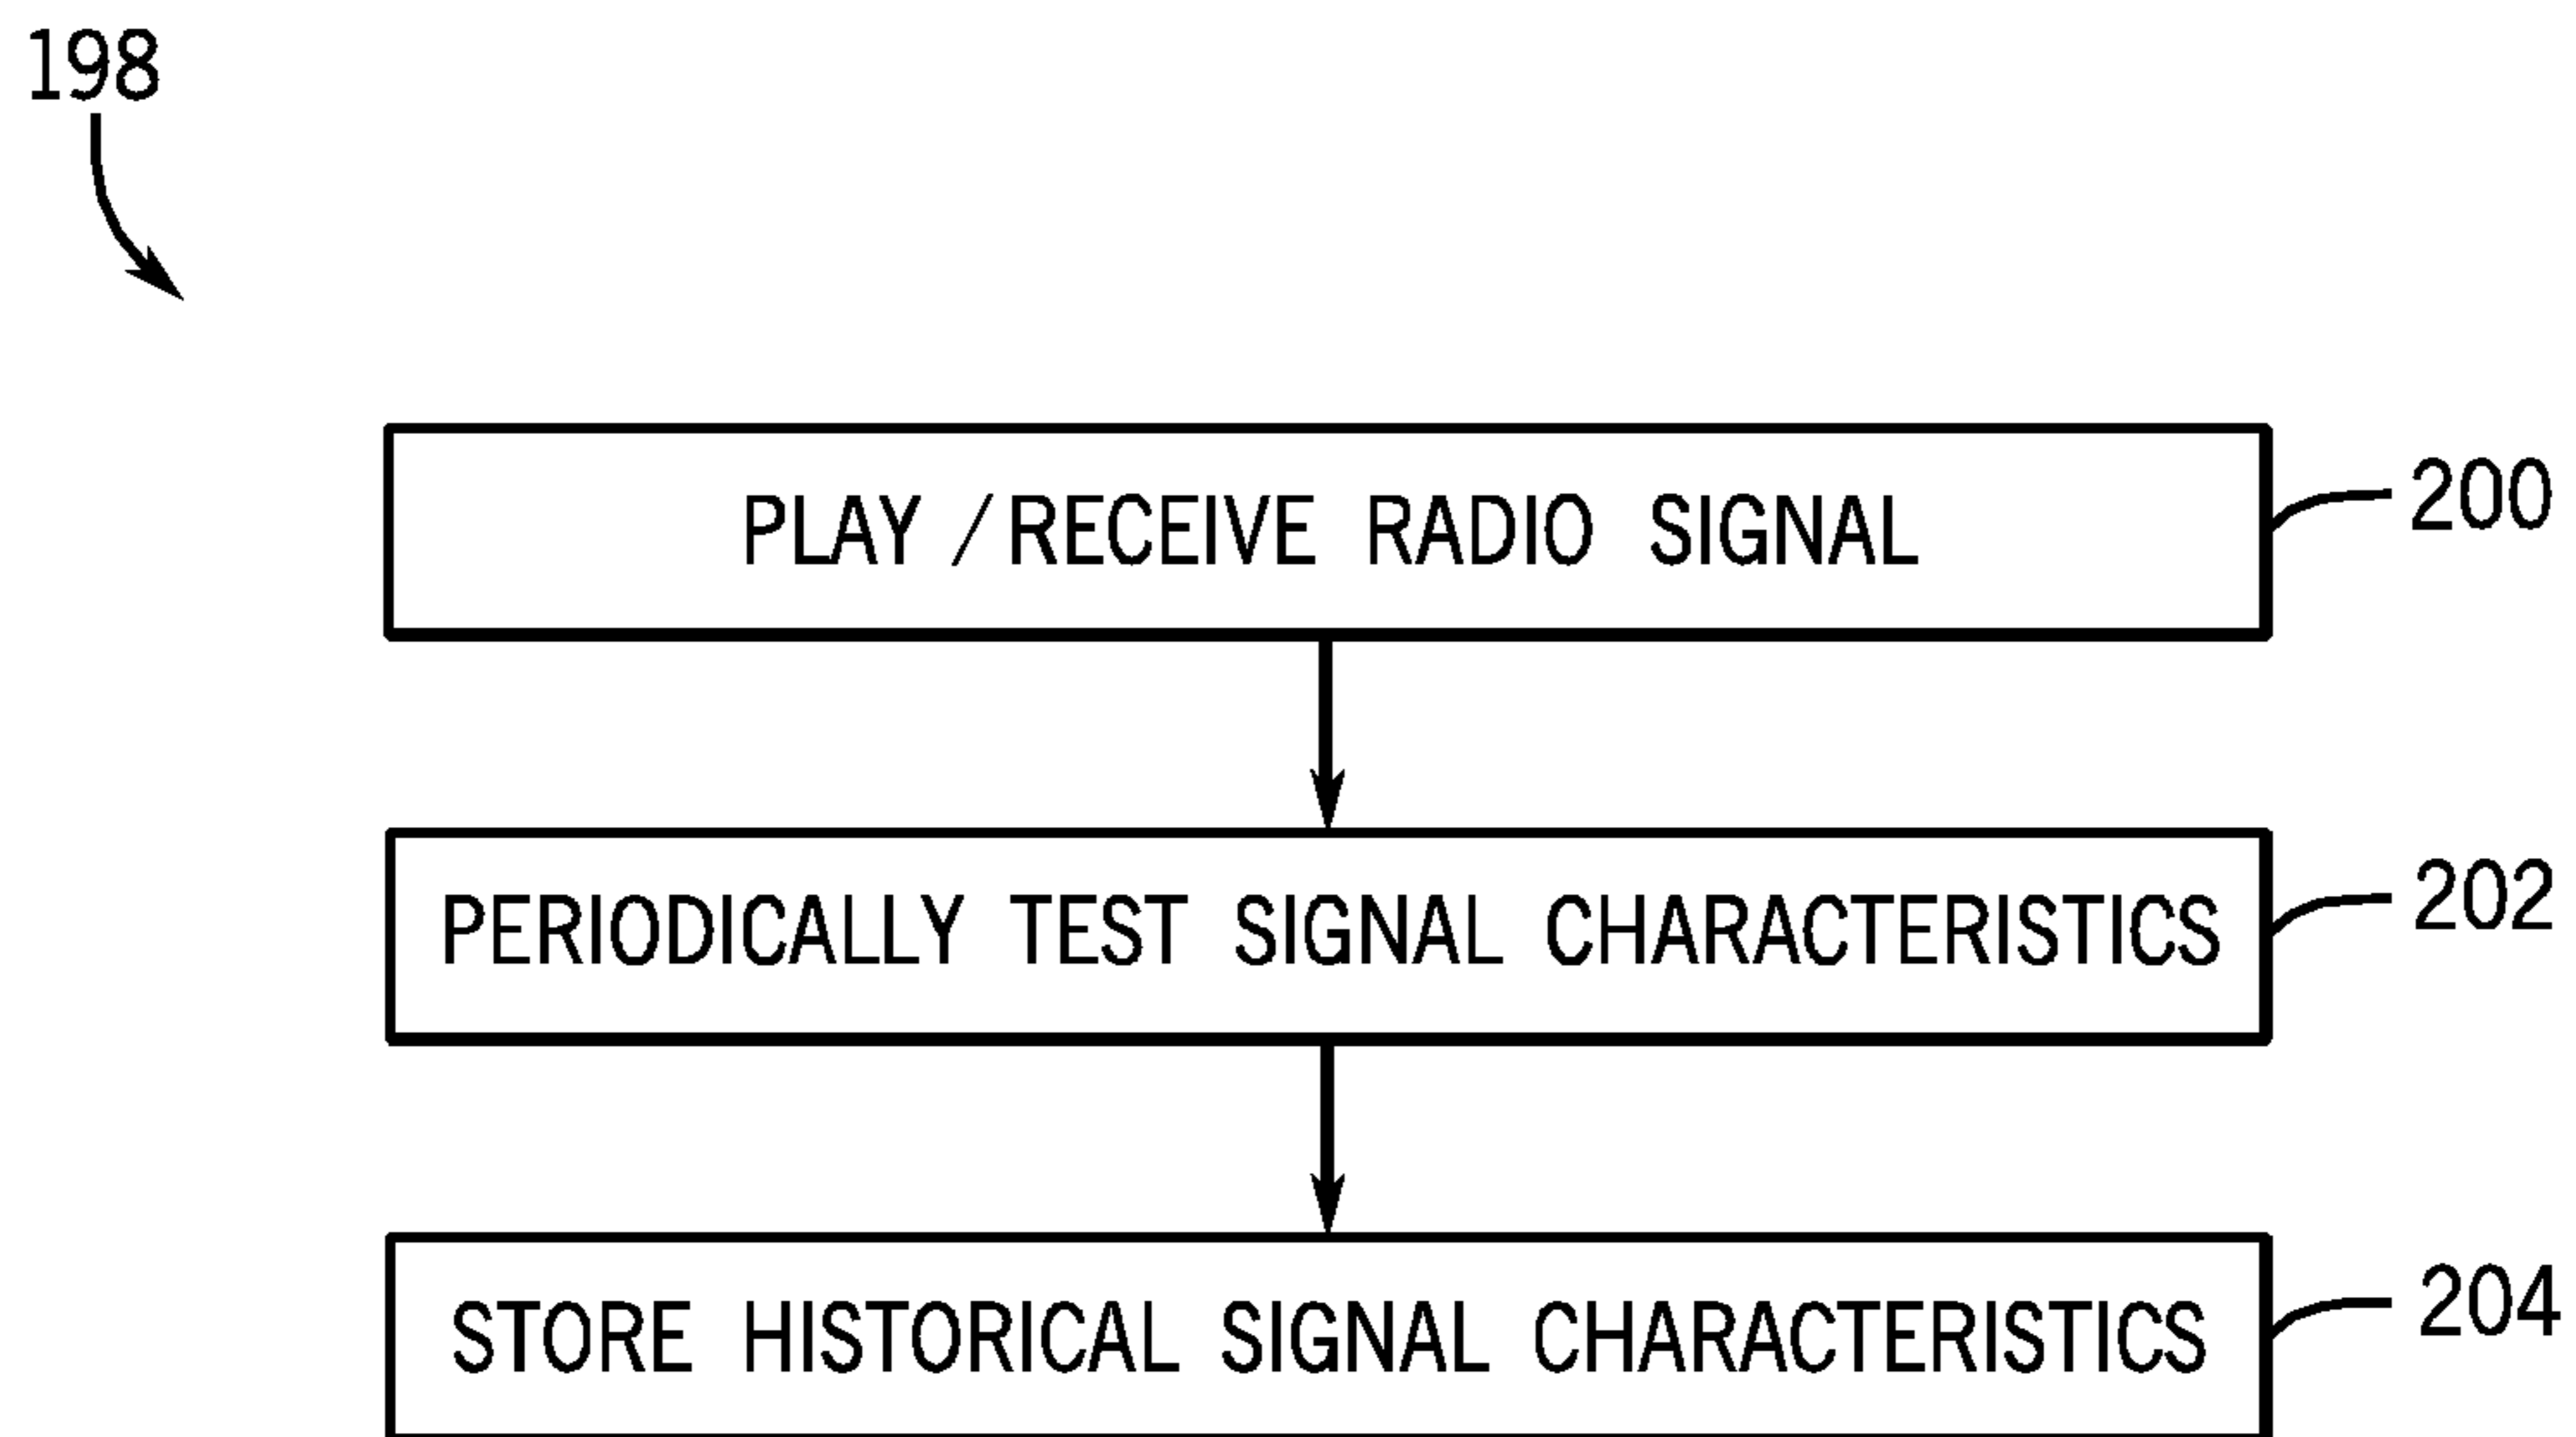 198
PLAY / RECEIVE RADIO SIGNAL
200
PERIODICALLY TEST SIGNAL CHARACTERISTICS
202
STORE HISTORICAL SIGNAL CHARACTERISTICS
204